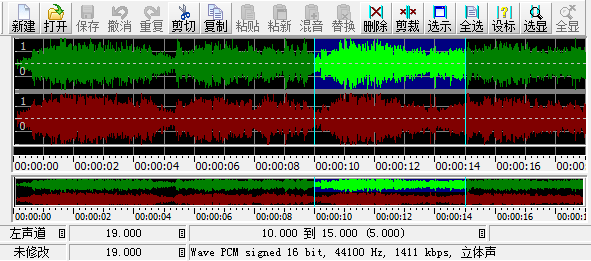 新建 打开 保存 撤消 重复 剪切 复制 粘贴 粘新 混音 替换 删除 剪裁 选示 全选 设标 选显 全显
1
0
1
0
00:00:00 00:00:02 00:00:04 00:00:06 00:00:08 00:00:10 00:00:12 00:00:14 00:00:16 00:00
00:00:00 00:00:02 00:00:04 00:00:06 00:00:08 00:00:10 00:00:12 00:00:14 00:00:16 00:00:1
左声道 19.000 10.000 到 15.000 (5.000)
未修改 19.000 Wave PCM signed 16 bit, 44100 Hz, 1411 kbps, 立体声